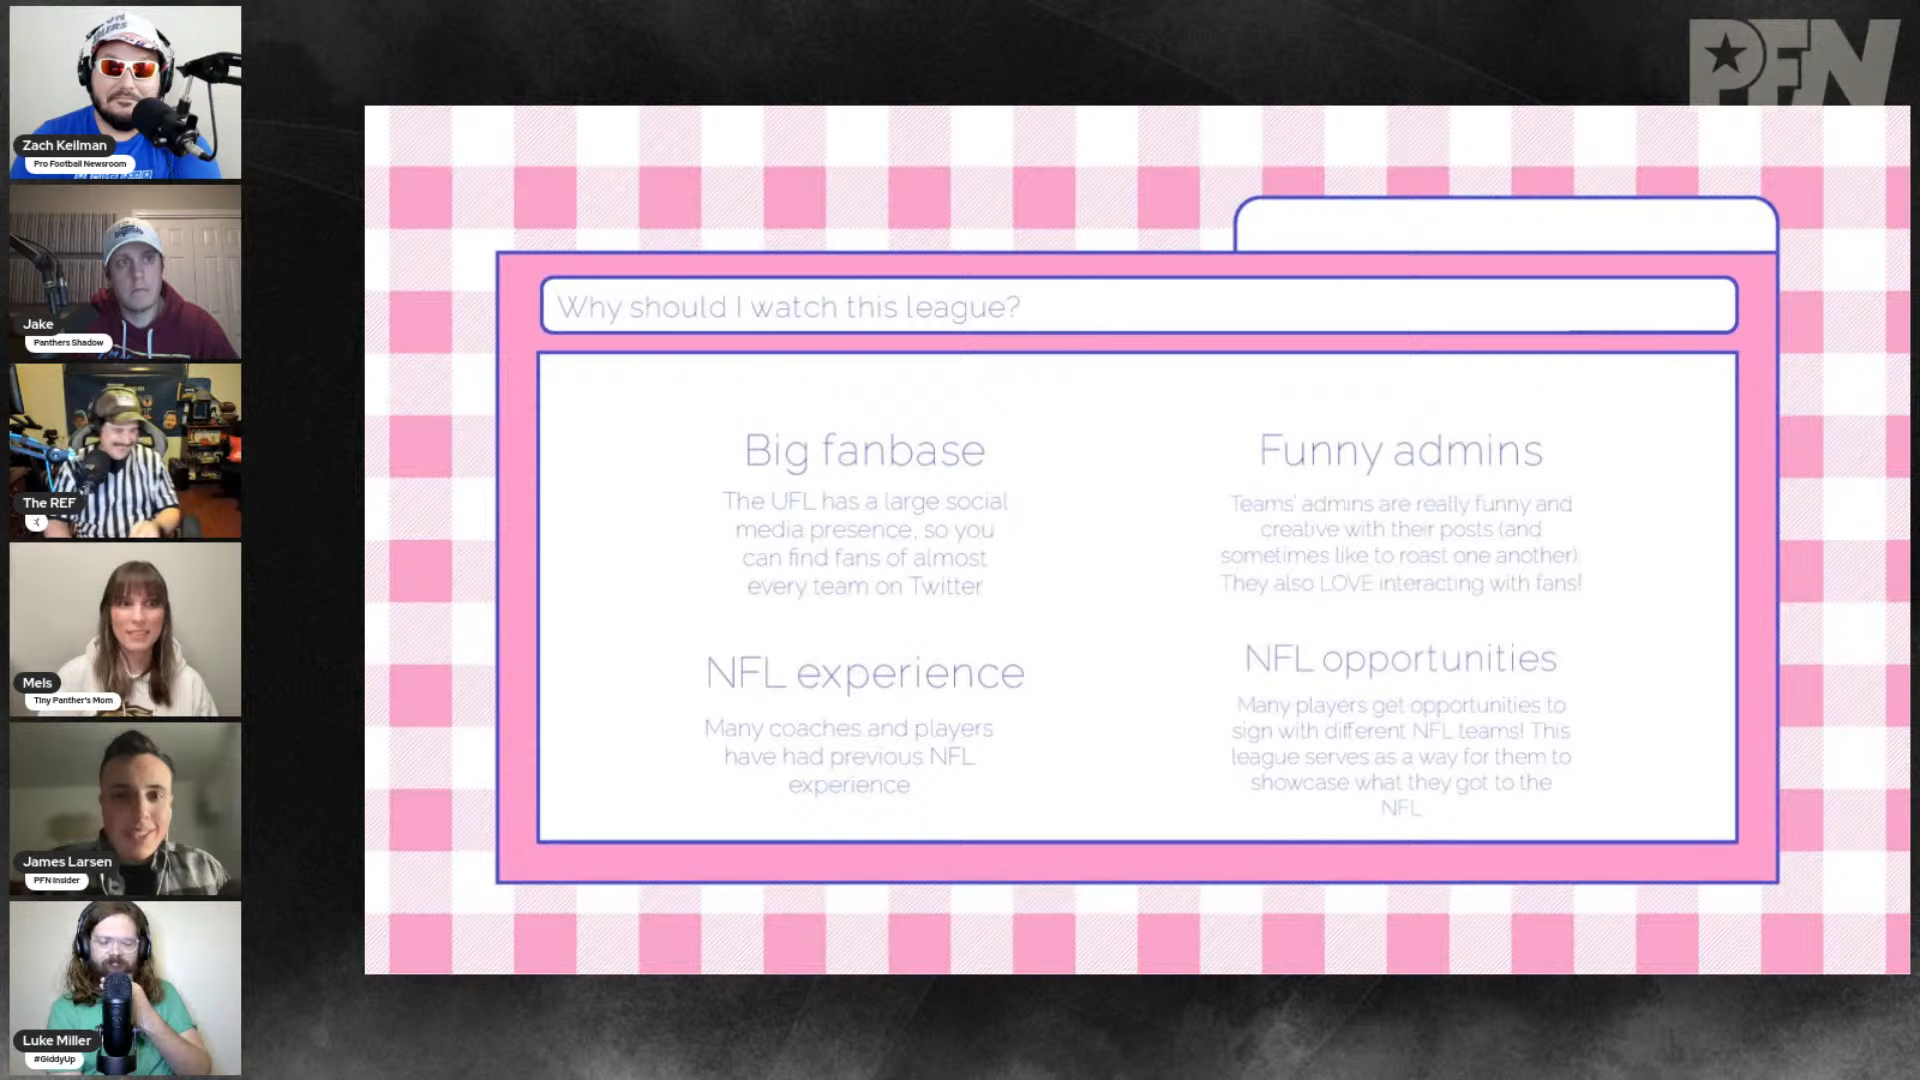 PFN
Zach Keilman
Pro Football Newsroom
Jake
Panthers Shadow
The REF
Mels
Tiny Panther's Mom
James Larsen
PFN Insider
Luke Miller
#GiddyUp
Why should I watch this league?
Big fanbase
The UFL has a large social
media presence, so you
can find fans of almost
every team on Twitter
Funny admins
Teams' admins are really funny and
creative with their posts (and
sometimes like to roast one another)
They also LOVE interacting with fans!
NFL experience
Many coaches and players
have had previous NFL
experience
NFL opportunities
Many players get opportunities to
sign with different NFL teams! This
league serves as a way for them to
showcase what they got to the
NFL